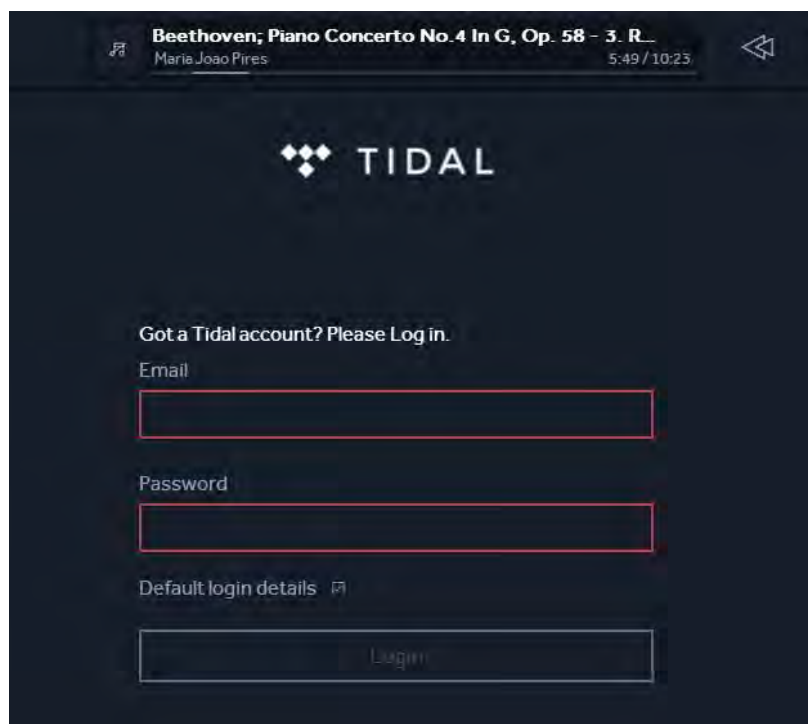 Beethoven; Piano Concerto No.4 In G, Op. 58 - 3. R...
Maria Joao Pires
5:49 / 10:23
TIDAL
Got a Tidal account? Please Log in.
Email
Password
Default login details
Login